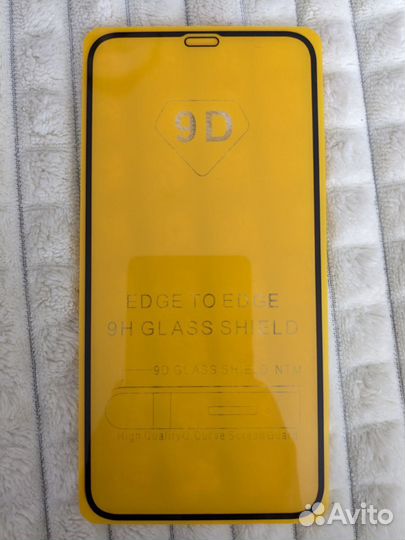 9D
EDGE TO EDGE
9H GLASS SHIELD
9D GLASS SHIELD NTM
High Quality Curve Screen Guard
Avito